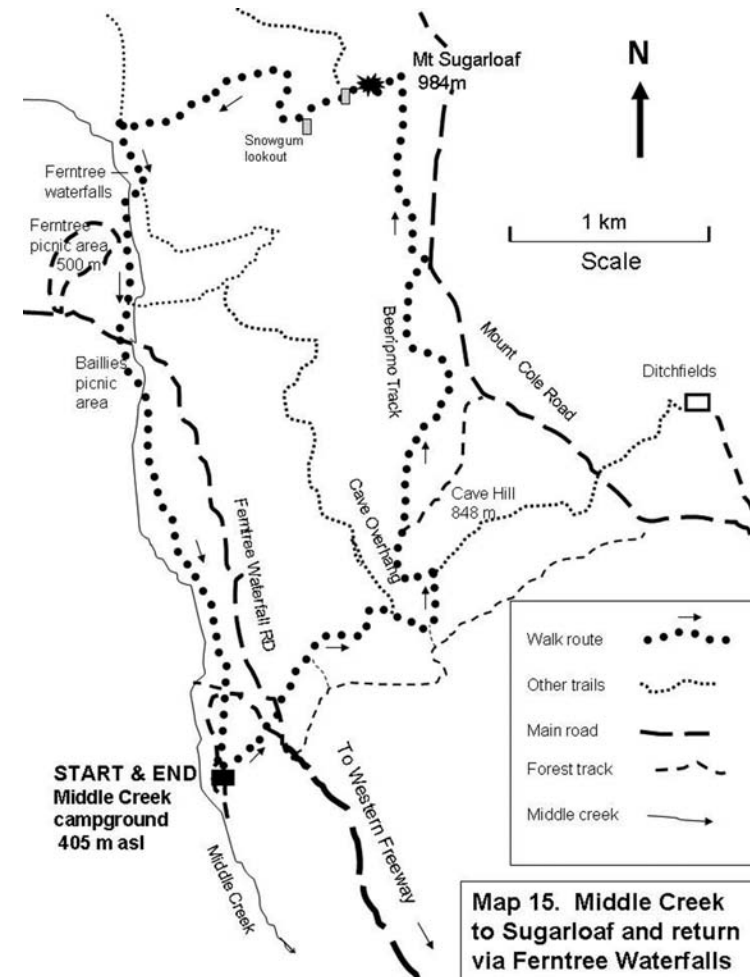 Mt Sugarloaf
984m
N
Snowgum
lookout
Ferntree
waterfalls
Ferntree
picnic area
500 m
1 km
Scale
Baillies
picnic
area
Beeripmo Track
Mount Cole Road
Ditchfields
Cave Hill
848 m
Cave Overhang
Ferntree Waterfall RD
START & END
Middle Creek
campground
405 m asl
Middle Creek
To Western Freeway
Walk route
Other trails
Main road
Forest track
Middle creek
Map 15. Middle Creek
to Sugarloaf and return
via Ferntree Waterfalls